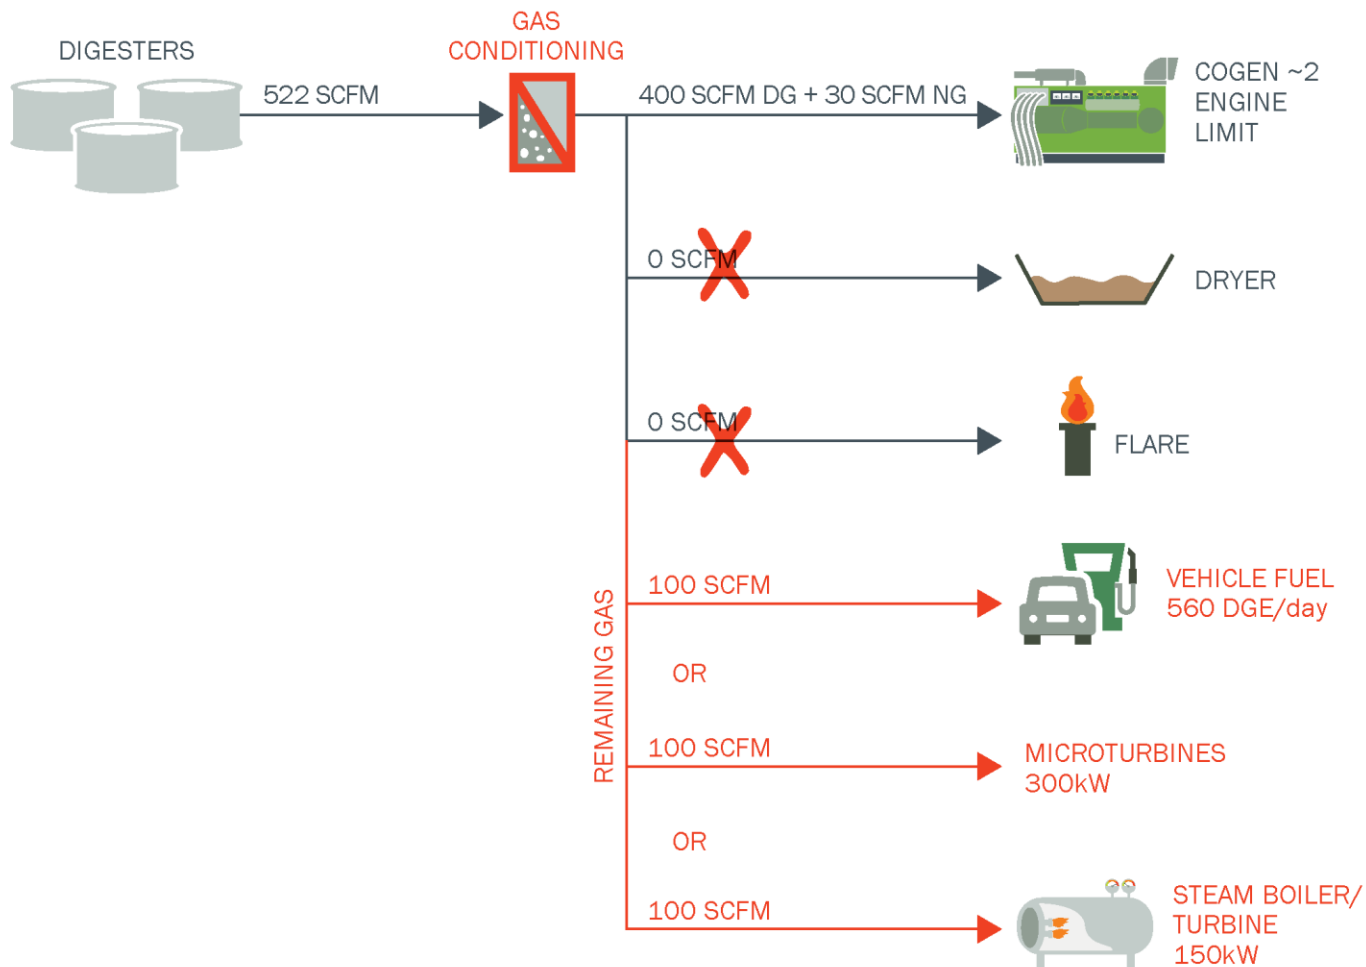 DIGESTERS
522 SCFM
GAS
CONDITIONING
400 SCFM DG + 30 SCFM NG
COGEN ~2
ENGINE
LIMIT
0 SCFM
DRYER
0 SCFM
FLARE
REMAINING GAS
100 SCFM
VEHICLE FUEL
560 DGE/day
OR
100 SCFM
MICROTURBINES
300kW
OR
100 SCFM
STEAM BOILER/
TURBINE
150kW